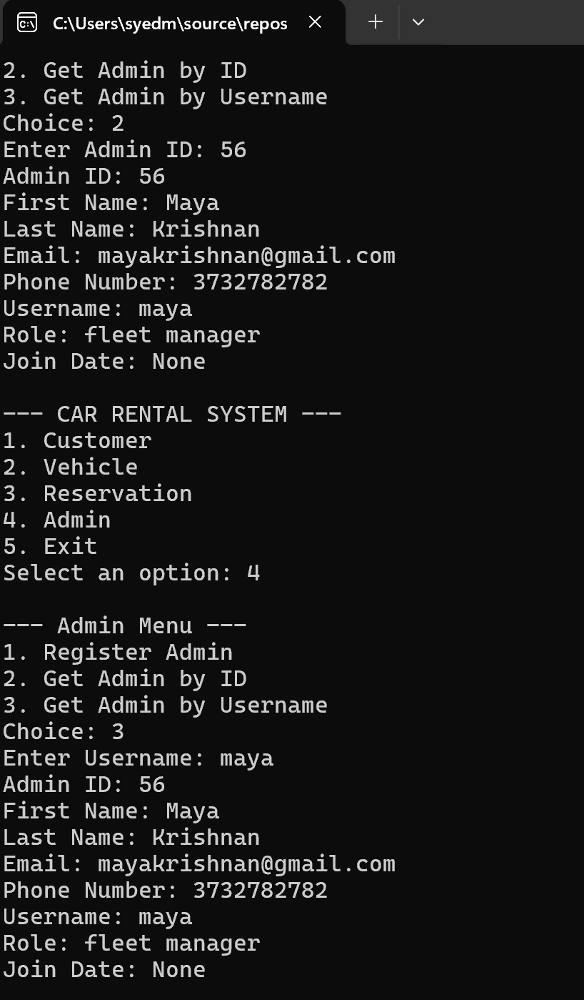 C:\Users\syedm\source\repos
2. Get Admin by ID
3. Get Admin by Username
Choice: 2
Enter Admin ID: 56
Admin ID: 56
First Name: Maya
Last Name: Krishnan
Email: mayakrishnan@gmail.com
Phone Number: 3732782782
Username: maya
Role: fleet manager
Join Date: None

--- CAR RENTAL SYSTEM ---
1. Customer
2. Vehicle
3. Reservation
4. Admin
5. Exit
Select an option: 4

--- Admin Menu ---
1. Register Admin
2. Get Admin by ID
3. Get Admin by Username
Choice: 3
Enter Username: maya
Admin ID: 56
First Name: Maya
Last Name: Krishnan
Email: mayakrishnan@gmail.com
Phone Number: 3732782782
Username: maya
Role: fleet manager
Join Date: None